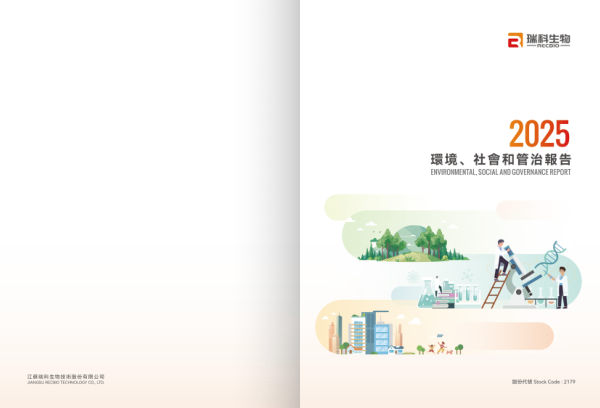 江蘇瑞科生物技術股份有限公司
JIANGSU RECBIO TECHNOLOGY CO., LTD.
瑞科生物
RECBIO
2025
環境、社會和管治報告
ENVIRONMENTAL, SOCIAL AND GOVERNANCE REPORT
股份代號 Stock Code : 2179